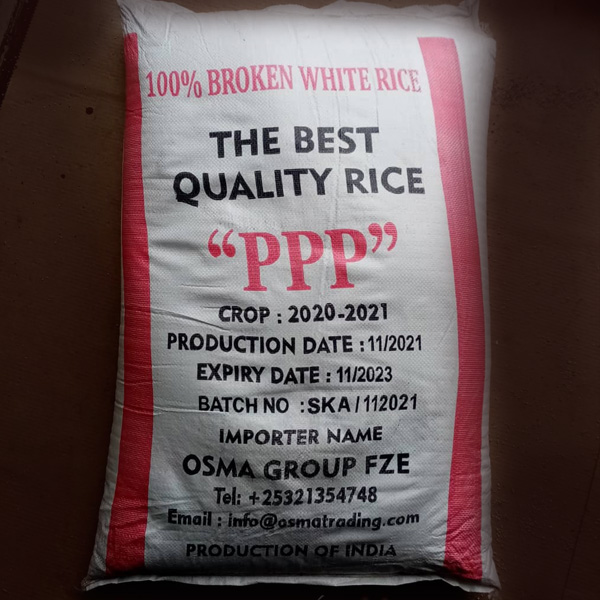 100% BROKEN WHITE RICE
THE BEST
QUALITY RICE
“PPP”
CROP : 2020-2021
PRODUCTION DATE : 11/2021
EXPIRY DATE : 11/2023
BATCH NO : SKA / 112021
IMPORTER NAME
OSMA GROUP FZE
Tel: +25321354748
Email : info@osmatrading.com
PRODUCTION OF INDIA